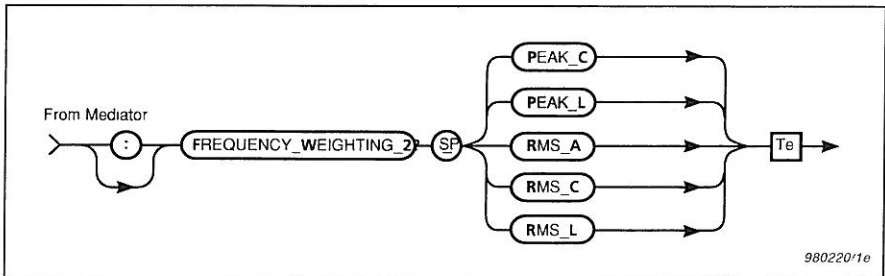 PEAK_C
From Mediator
PEAK_L
: FREQUENCY_WEIGHTING_2? SP RMS_A Te
RMS_C
RMS_L
980220/1e